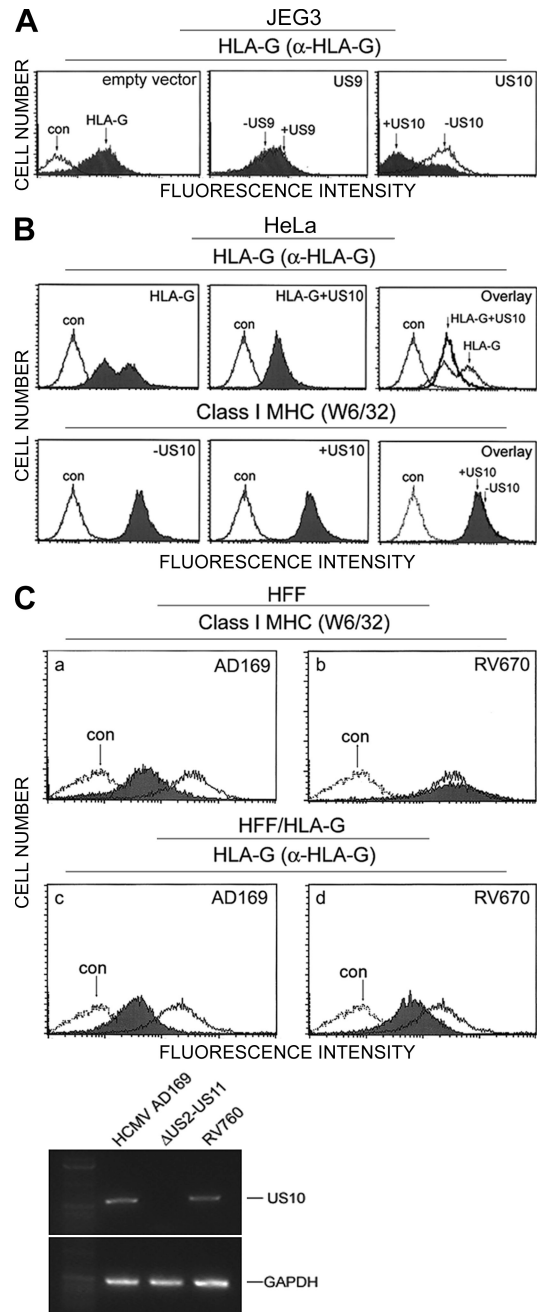 A
JEG3
HLA-G (α-HLA-G)
CELL NUMBER
empty vector
con
HLA-G
US9
-US9
+US9
US10
+US10
-US10
FLUORESCENCE INTENSITY
B
HeLa
HLA-G (α-HLA-G)
CELL NUMBER
HLA-G
con
HLA-G+US10
con
Overlay
con
HLA-G+US10
HLA-G
Class I MHC (W6/32)
-US10
con
+US10
con
Overlay
con
+US10
-US10
FLUORESCENCE INTENSITY
C
HFF
Class I MHC (W6/32)
CELL NUMBER
a
AD169
con
b
RV670
con
HFF/HLA-G
HLA-G (α-HLA-G)
c
AD169
con
d
RV670
con
FLUORESCENCE INTENSITY
HCMV AD169
ΔUS2-US11
RV760
US10
GAPDH